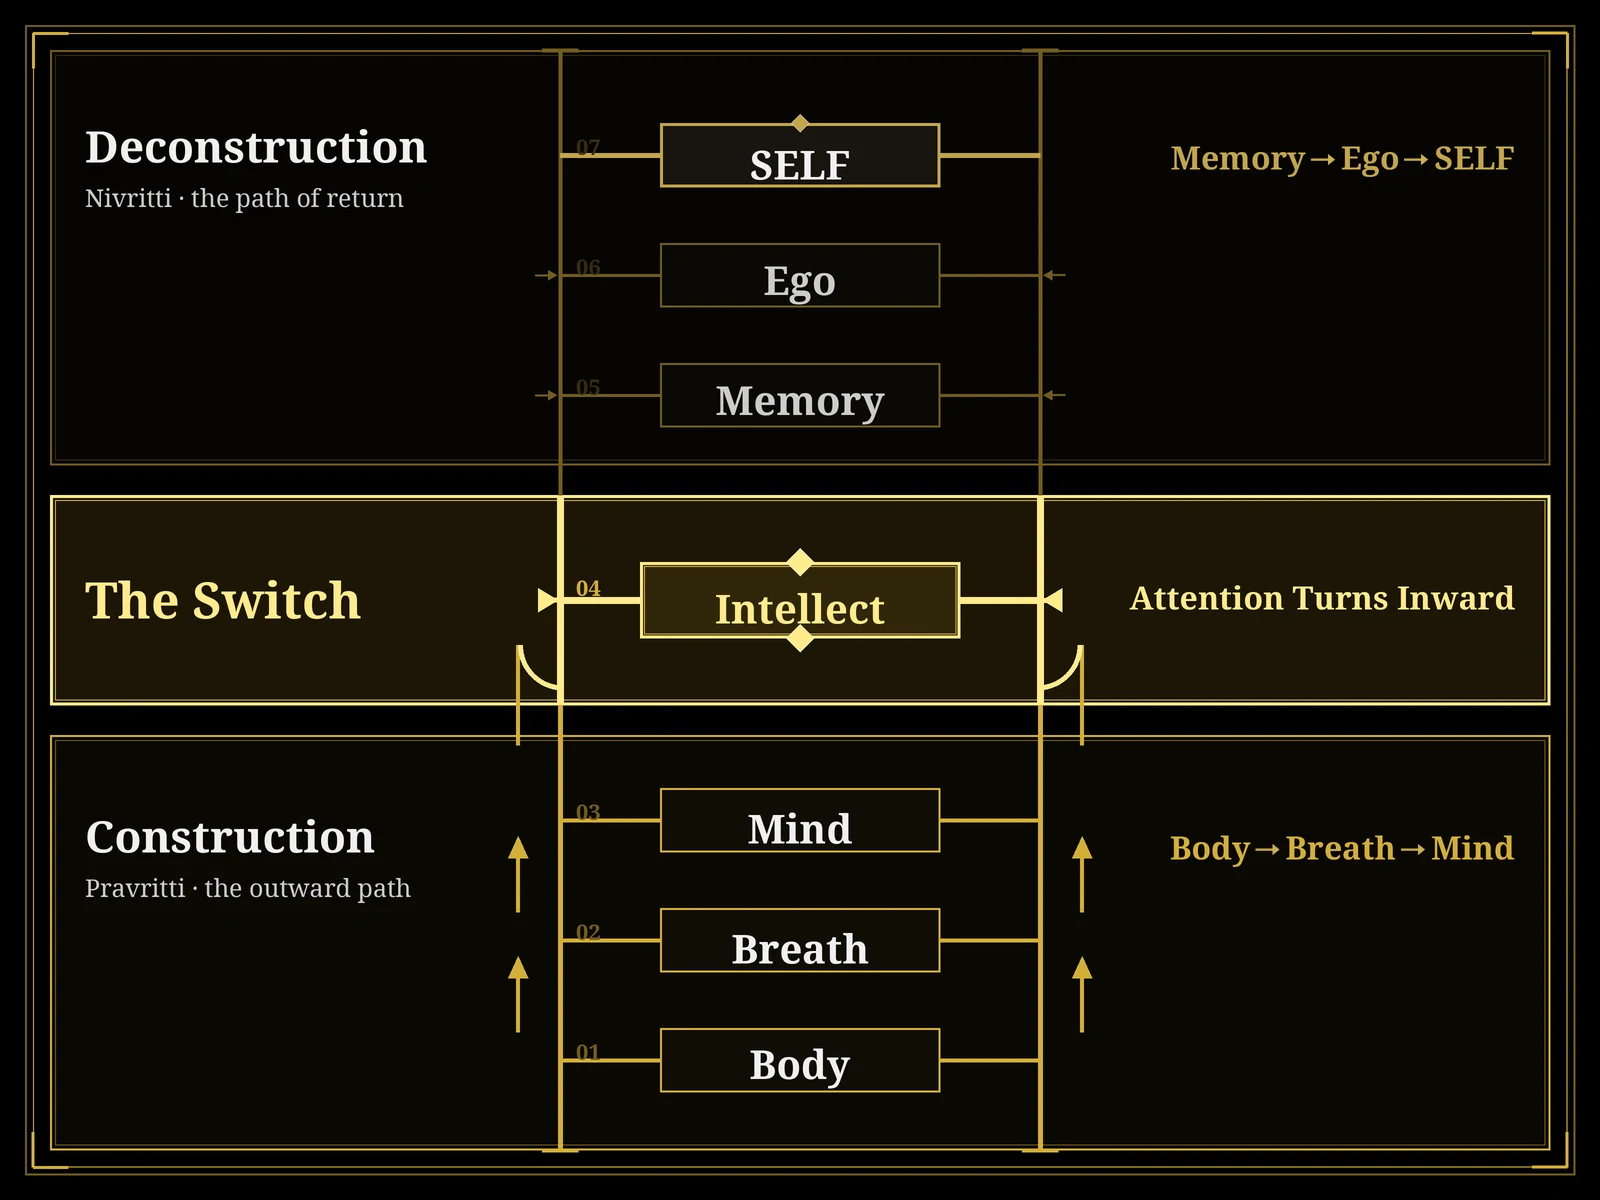 Deconstruction
Nivritti · the path of return
07
SELF
Memory→Ego→SELF
06
Ego
05
Memory
The Switch
04
Intellect
Attention Turns Inward
03
Mind
Construction
Pravritti · the outward path
Body→Breath→Mind
02
Breath
01
Body